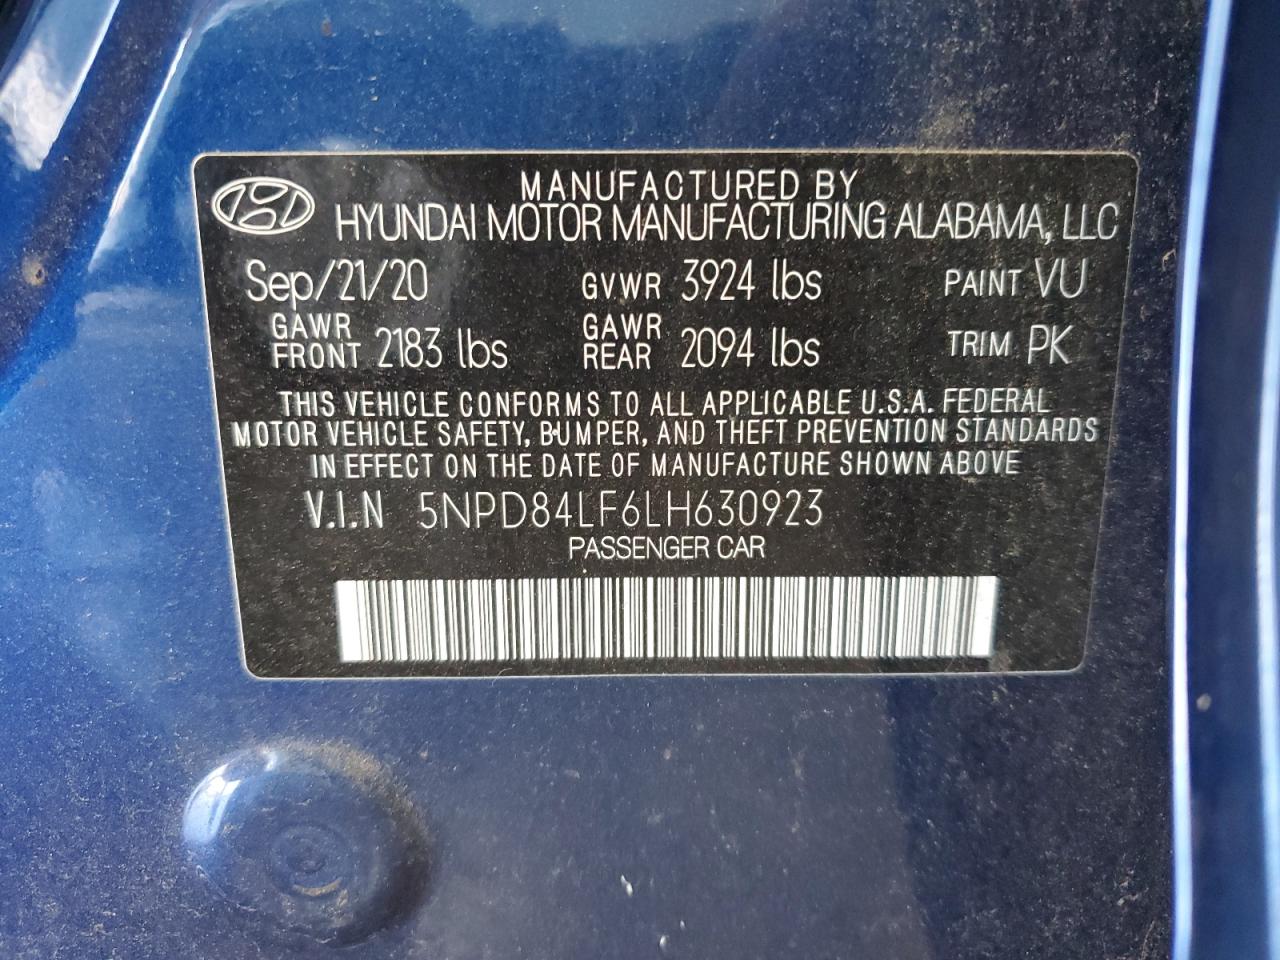 MANUFACTURED BY
HYUNDAI MOTOR MANUFACTURING ALABAMA, LLC
Sep/21/20 GVWR 3924 lbs PAINT VU
GAWR FRONT 2183 lbs GAWR REAR 2094 lbs TRIM PK
THIS VEHICLE CONFORMS TO ALL APPLICABLE U.S.A. FEDERAL
MOTOR VEHICLE SAFETY, BUMPER, AND THEFT PREVENTION STANDARDS
IN EFFECT ON THE DATE OF MANUFACTURE SHOWN ABOVE
V.I.N 5NPD84LF6LH630923
PASSENGER CAR